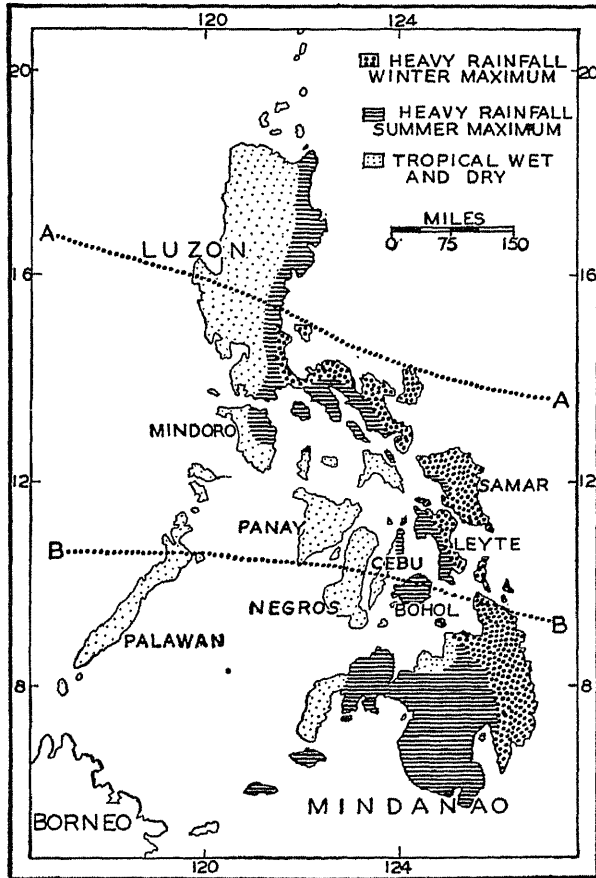 120 124
20 20
HEAVY RAINFALL
WINTER MAXIMUM
HEAVY RAINFALL
SUMMER MAXIMUM
TROPICAL WET
AND DRY
MILES
0 75 150
A
LUZON
16 16
A
MINDORO
12 12
SAMAR
PANAY
LEYTE
B
CEBU
NEGROS
BOHOL
B
PALAWAN
8 8
MINDANAO
BORNEO
120 124